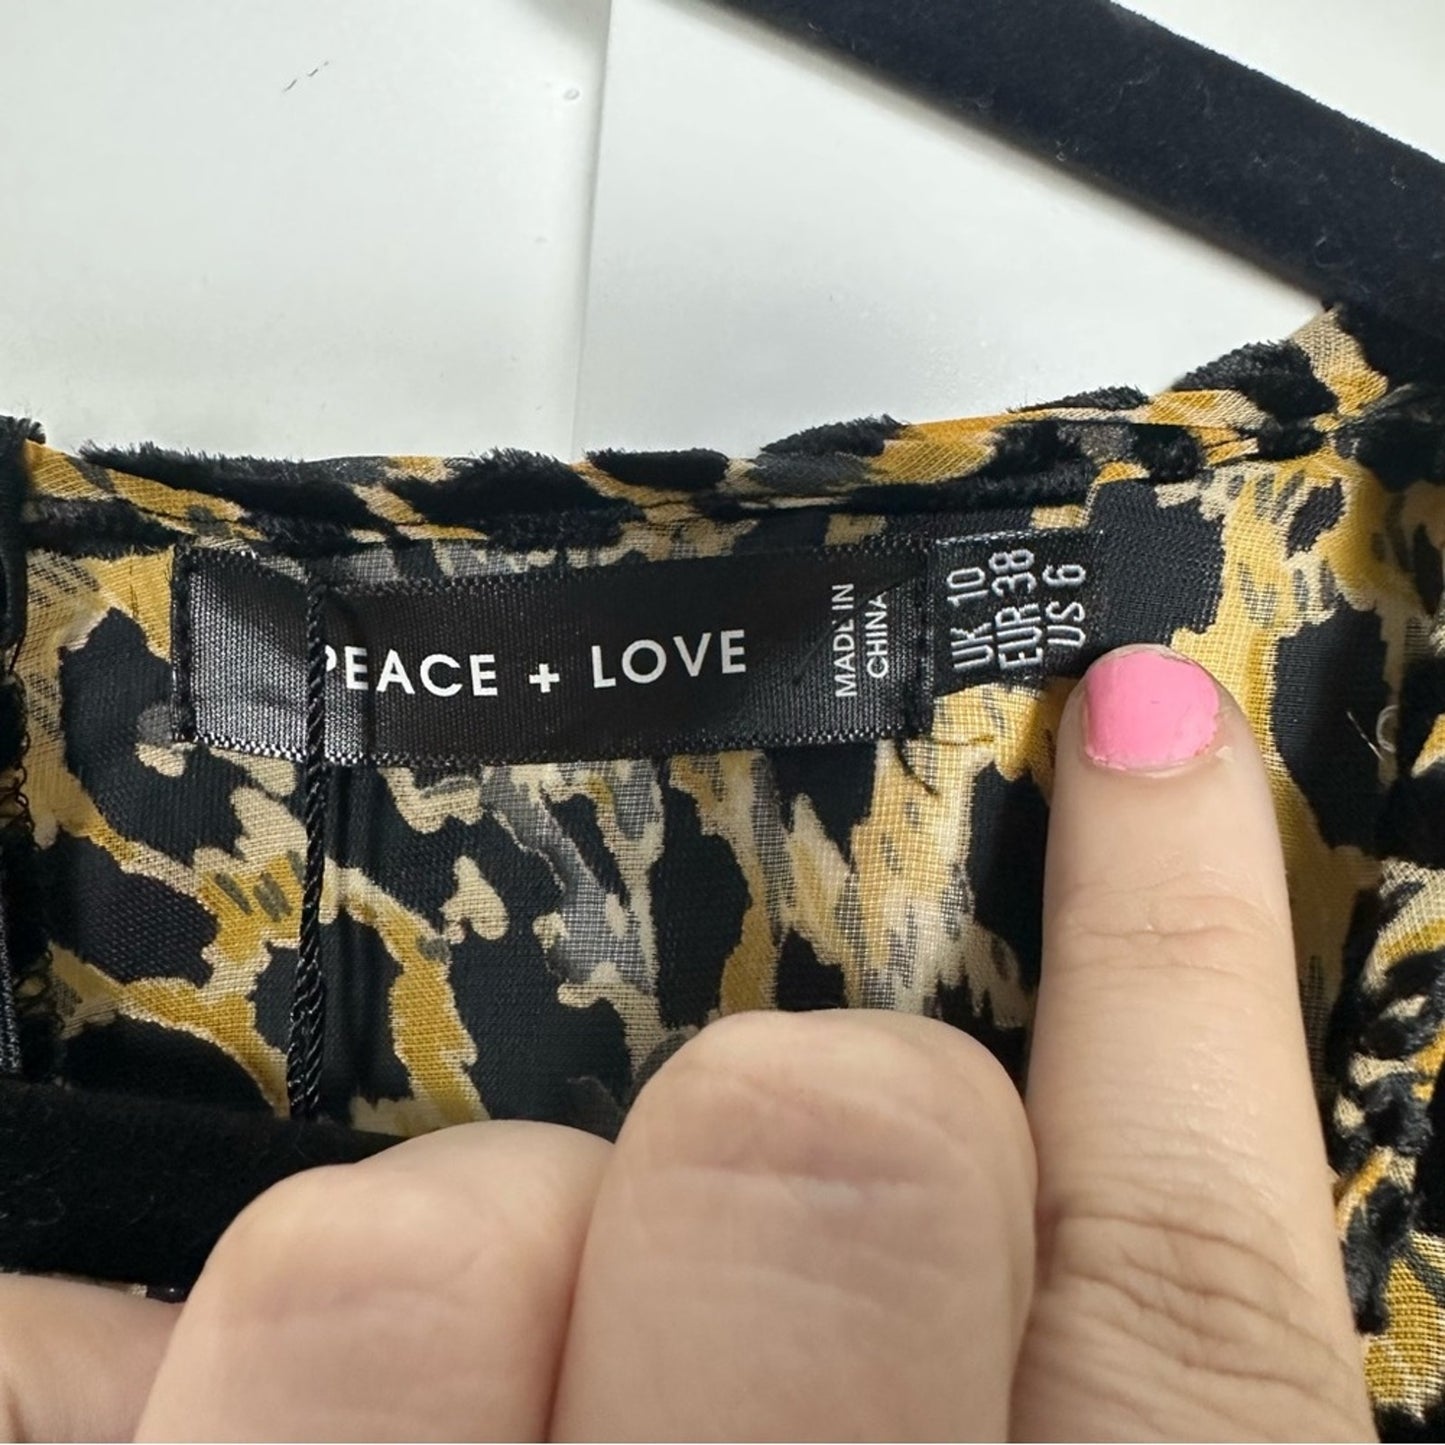 PEACE + LOVE
MADE IN
CHINA
UK 10
EUR 38
US 6